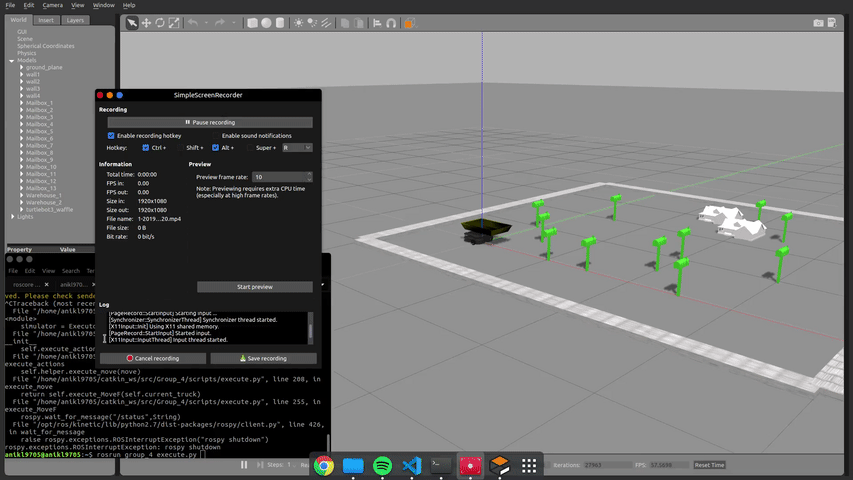 File Edit Camera View Window Help
World Insert Layers
GUI
Scene
Spherical Coordinates
Physics
Models
ground_plane
wall1
wall2
wall3
wall4
Mailbox_1
Mailbox_2
Mailbox_3
Mailbox_4
Mailbox_5
Mailbox_6
Mailbox_7
Mailbox_8
Mailbox_9
Mailbox_10
Mailbox_11
Mailbox_12
Mailbox_13
Warehouse_1
Warehouse_2
turtlebot3_waffle
Lights
Property Value
SimpleScreenRecorder
Recording
Pause recording
Enable recording hotkey Enable sound notifications
Hotkey: Ctrl + Shift + Alt + Super + R
Information
Total time: 0:00:00
FPS in: 0.00
FPS out: 0.00
Size in: 1920x1080
Size out: 1920x1080
File name: 1-2019...20.mp4
File size: 0 B
Bit rate: 0 bit/s
Preview
Preview frame rate: 10
Note: Previewing requires extra CPU time
(especially at high frame rates).
Start preview
Log
[PageRecord::StartInput] Starting input ...
[SynchronizerThread] Synchronizer thread started.
[X11Input::Init] Using X11 shared memory.
[PageRecord::StartInput] Started input.
[X11Input::InputThread] Input thread started.
Cancel recording Save recording
File Edit View Search
roscore ... anikl970...
ved. Please check sende
^CTraceback (most recen
File "/home/anikl9705
<module>
simulator = Execut
File "/home/anikl9705
__init__
self.execute_action
File "/home/anikl9705
execute_actions
self.helper.execute_move(move)
File "/home/anikl9705/catkin_ws/src/Group_4/scripts/execute.py", line 208, in
execute_move
return self.execute_MoveF(self.current_truck)
File "/home/anikl9705/catkin_ws/src/Group_4/scripts/execute.py", line 255, in
execute_MoveF
rospy.wait_for_message("/status",String)
File "/opt/ros/kinetic/lib/python2.7/dist-packages/rospy/client.py", line 426,
in wait_for_message
raise rospy.exceptions.ROSInterruptException("rospy shutdown")
rospy.exceptions.ROSInterruptException: rospy shutdown
anikl9705@anikl9705:~$ rosrun group_4 execute.py
Steps: 1 Iterations: 27963 FPS: Reset Time